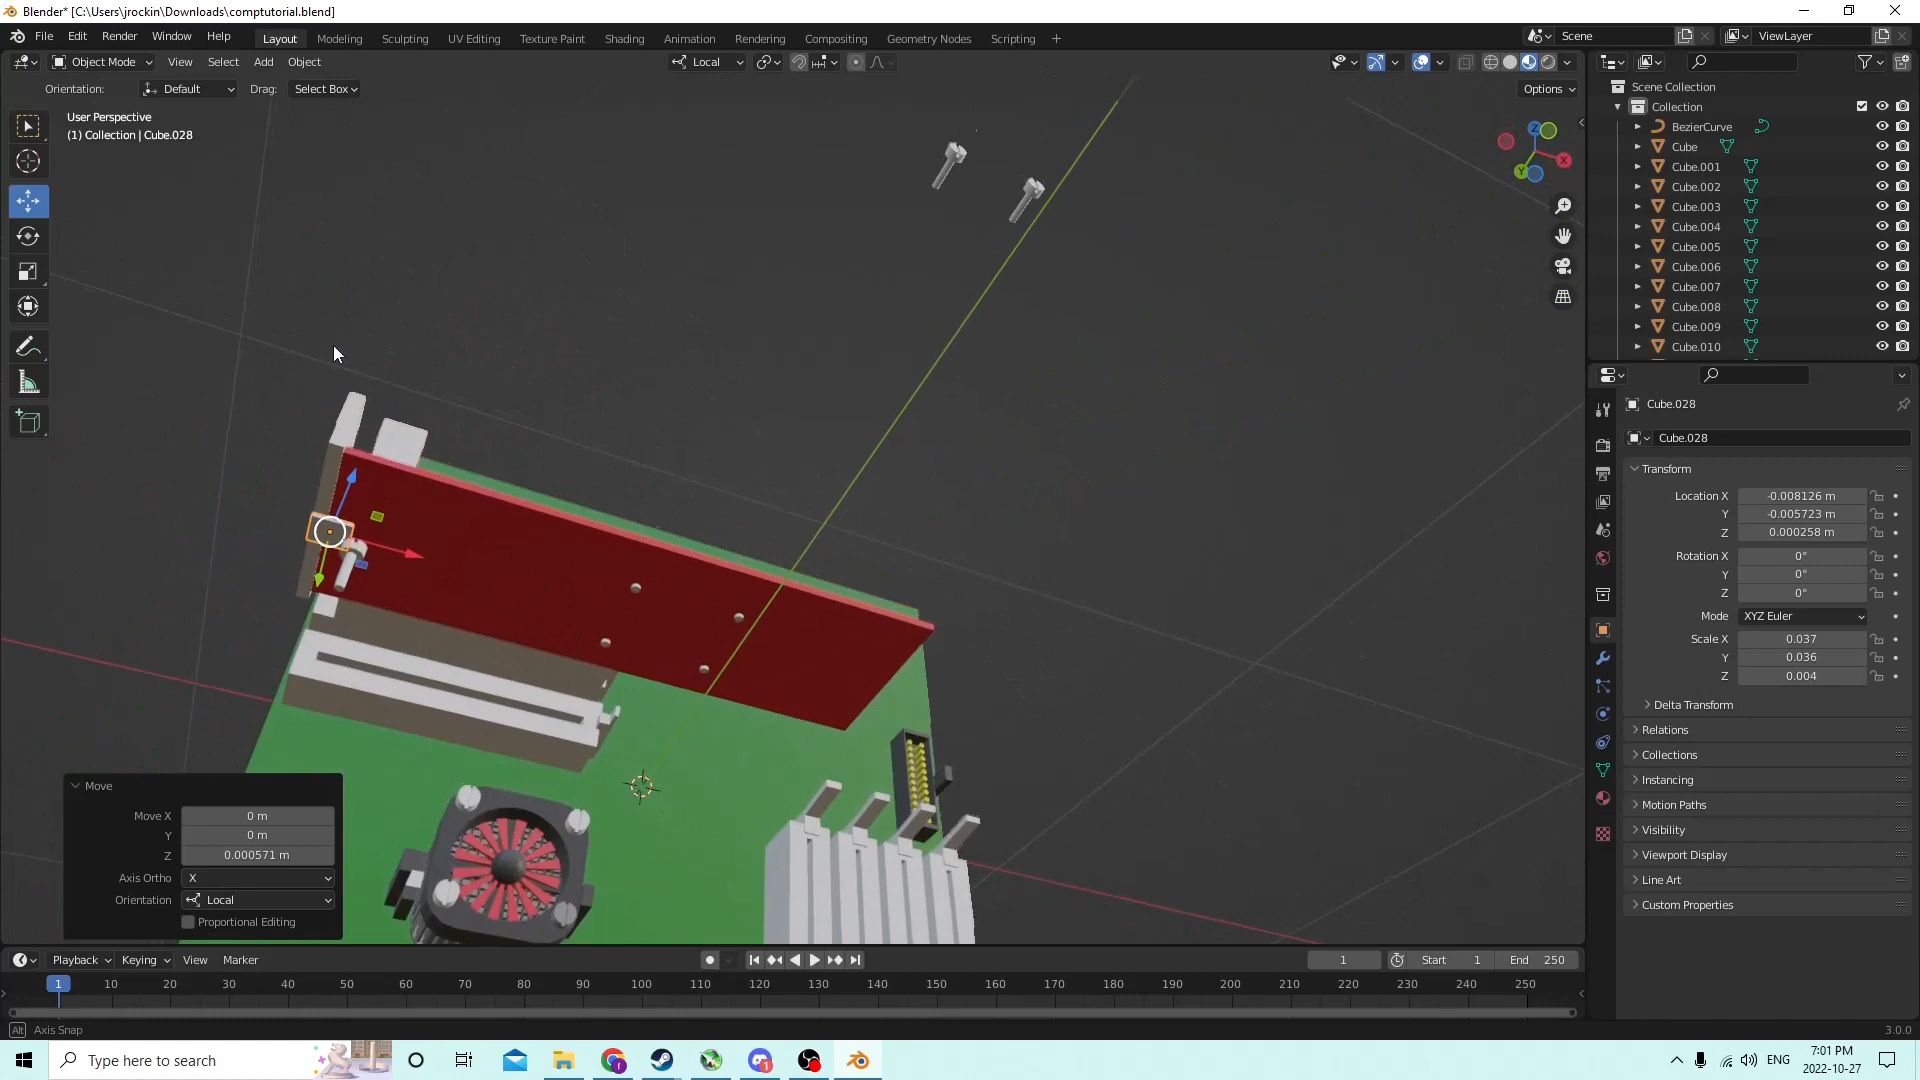 Blender* [C:\Users\jrockin\Downloads\comptutorial.blend]
File Edit Render Window Help
Layout Modeling Sculpting UV Editing Texture Paint Shading Animation Rendering Compositing Geometry Nodes Scripting +
Scene
ViewLayer
Object Mode View Select Add Object
Local
Orientation: Default Drag: Select Box
Options
User Perspective
(1) Collection | Cube.028
Z
X
Y
Scene Collection
Collection
BezierCurve
Cube
Cube.001
Cube.002
Cube.003
Cube.004
Cube.005
Cube.006
Cube.007
Cube.008
Cube.009
Cube.010
Cube.028
Cube.028
Transform
Location X -0.008126 m
Y -0.005723 m
Z 0.000258 m
Rotation X 0°
Y 0°
Z 0°
Mode XYZ Euler
Scale X 0.037
Y 0.036
Z 0.004
Delta Transform
Relations
Collections
Instancing
Motion Paths
Visibility
Viewport Display
Line Art
Custom Properties
Move
Move X 0 m
Y 0 m
Z 0.000571 m
Axis Ortho X
Orientation Local
Proportional Editing
Playback Keying View Marker
1 Start 1 End 250
1 10 20 30 40 50 60 70 80 90 100 110 120 130 140 150 160 170 180 190 200 210 220 230 240 250
Alt Axis Snap
3.0.0
Type here to search
ENG
7:01 PM
2022-10-27